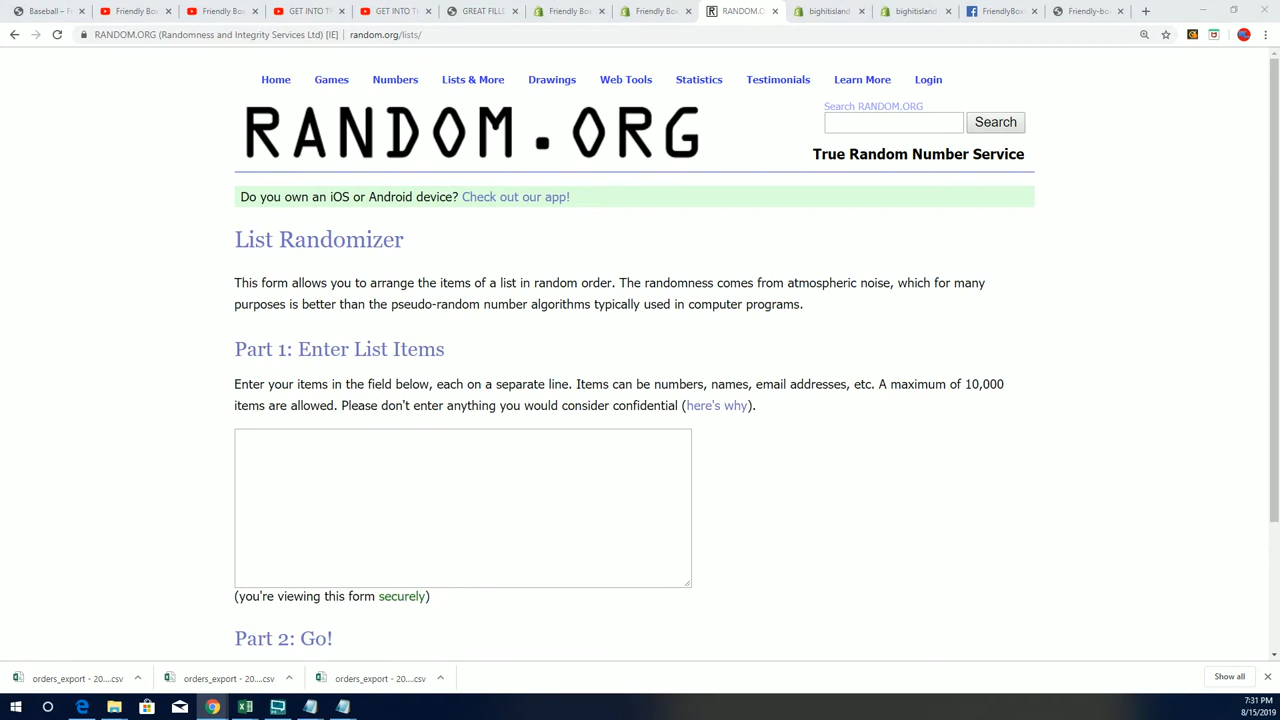 Baseball – F
Friendly Box
Friendly Box
GET INTO TH
GET INTO TH
GREAT FILLE
Friendly Box
Friendly Box
RANDOM.O
bighitisland
bighitisland
FriendlyBox
Friendly-box
RANDOM.ORG (Randomness and Integrity Services Ltd) [IE] | random.org/lists/
Home Games Numbers Lists & More Drawings Web Tools Statistics Testimonials Learn More Login
RANDOM.ORG
Search RANDOM.ORG
Search
True Random Number Service
Do you own an iOS or Android device? Check out our app!
List Randomizer
This form allows you to arrange the items of a list in random order. The randomness comes from atmospheric noise, which for many
purposes is better than the pseudo-random number algorithms typically used in computer programs.
Part 1: Enter List Items
Enter your items in the field below, each on a separate line. Items can be numbers, names, email addresses, etc. A maximum of 10,000
items are allowed. Please don't enter anything you would consider confidential (here's why).
(you're viewing this form securely)
Part 2: Go!
orders_export - 20....csv
orders_export - 20....csv
orders_export - 20....csv
Show all
7:31 PM
8/15/2019